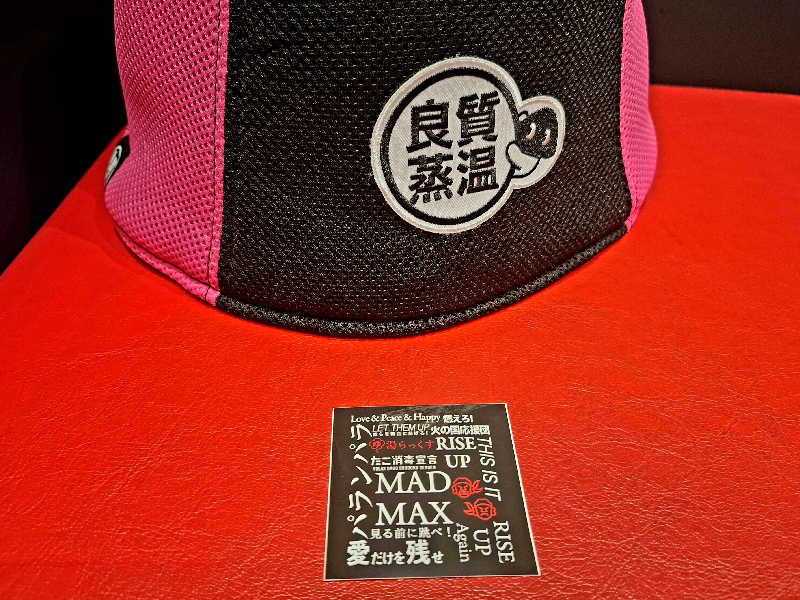 良質
蒸温
Love & Peace & Happy 燃えろ!
LET THEM UP 火の国応援団
湯らっくす RISE
たこ消毒宣言 UP
MAD
MAX
見る前に跳べ!
愛だけを残せ
パランパラ
THIS IS IT
RISE
UP
Again